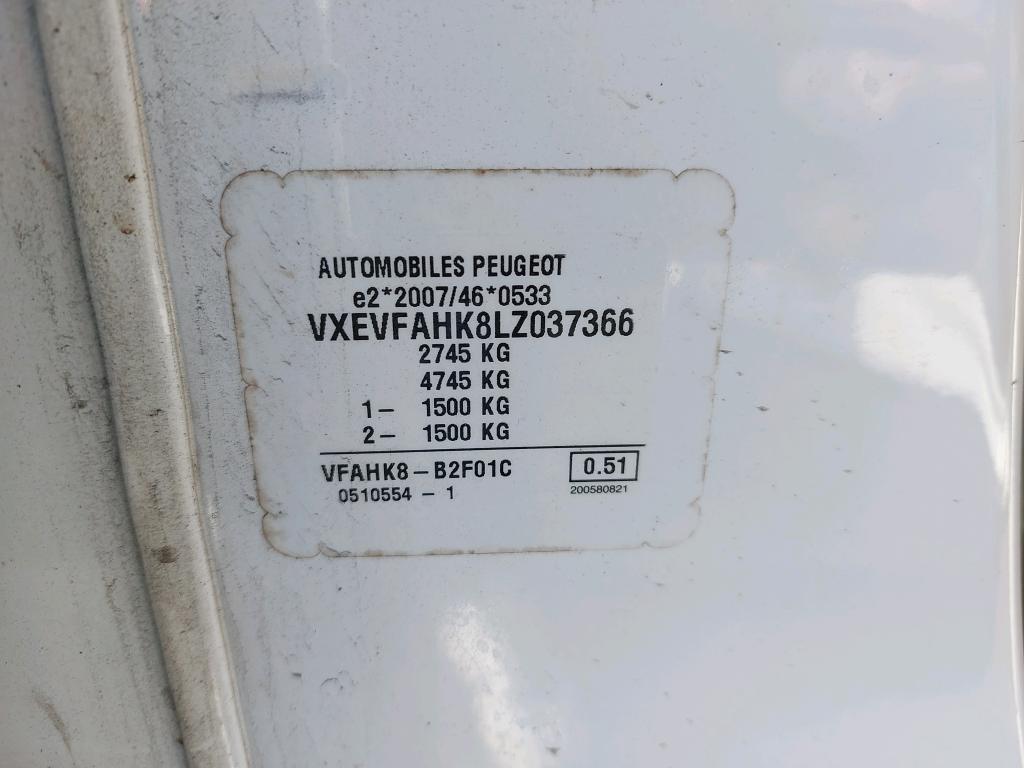 AUTOMOBILES PEUGEOT
e2*2007/46*0533
VXEVFAHK8LZ037366
2745 KG
4745 KG
1- 1500 KG
2- 1500 KG
VFAHK8-B2F01C 0.51
0510554 - 1 200580821